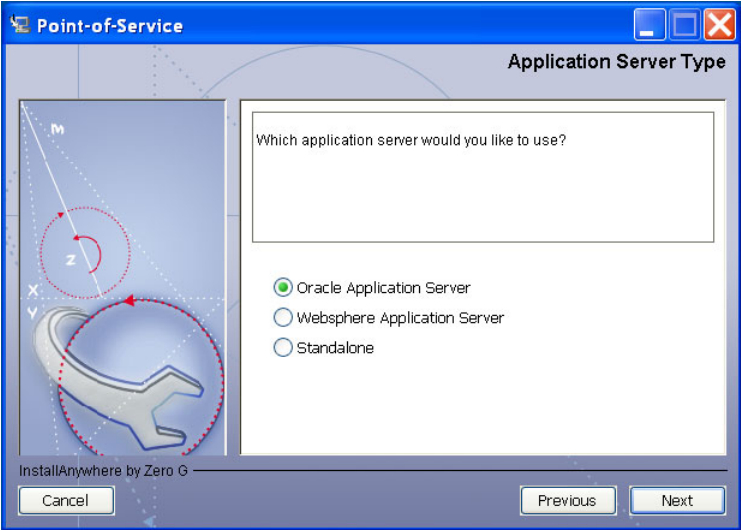 Point-of-Service
Application Server Type
M
Z
X
Y
Which application server would you like to use?
Oracle Application Server
Websphere Application Server
Standalone
InstallAnywhere by Zero G
Cancel
Previous
Next